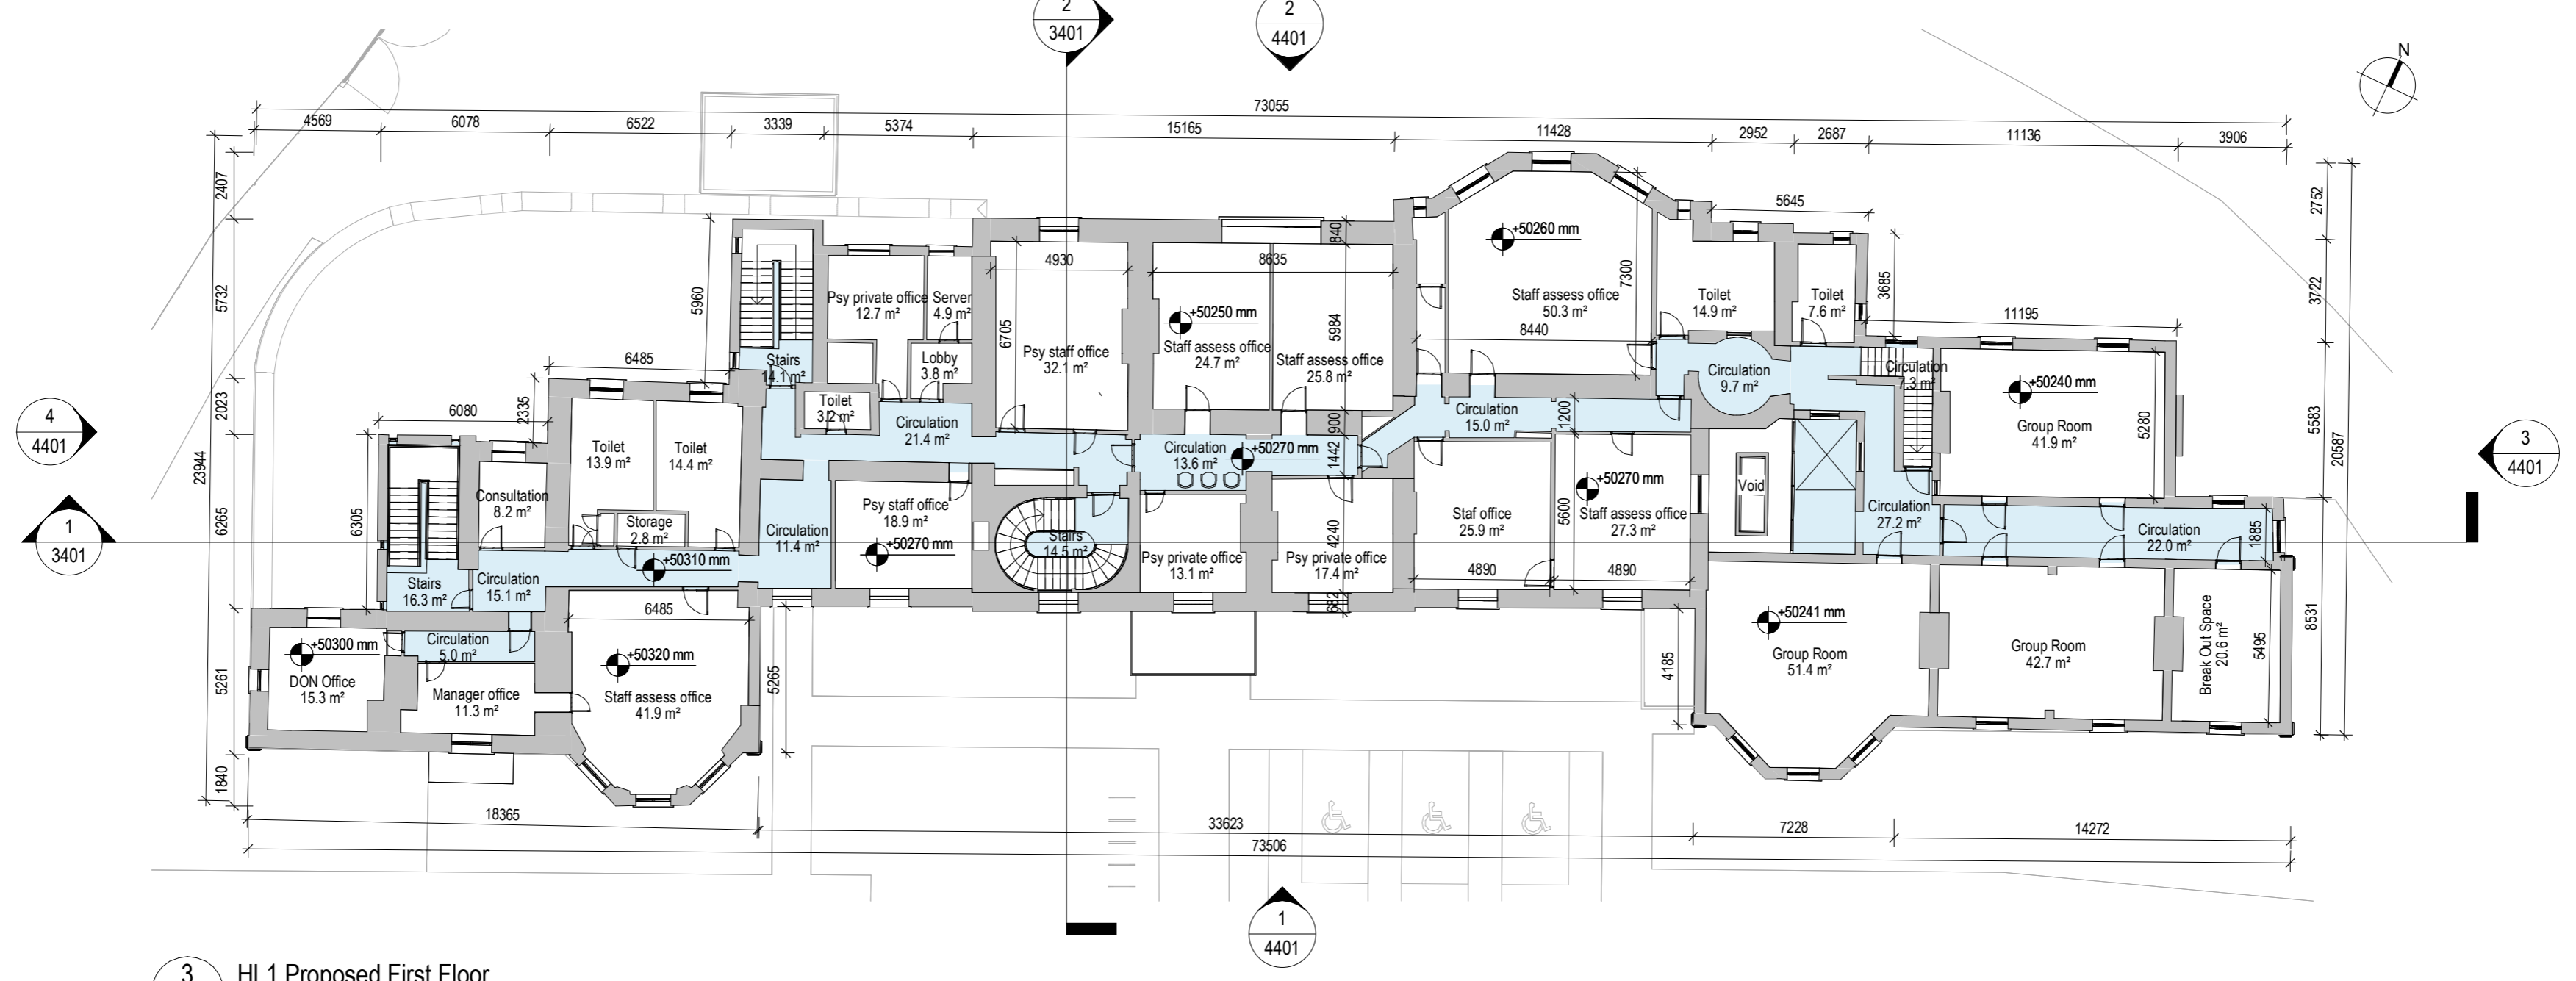 2
3401
2
4401
N
73055
4569
6078
6522
3339
5374
15165
11428
2952
2687
11136
3906
2407
5732
2023
6265
5261
1840
23944
2752
3722
5583
20587
8531
5645
3685
11195
+50260 mm
Staff assess office
50.3 m²
7300
8440
840
4930
8635
6705
5984
5960
Psy private office
12.7 m²
Server
4.9 m²
Lobby
3.8 m²
Stairs
14.1 m²
Toilet
3.2 m²
Circulation
21.4 m²
Psy staff office
32.1 m²
+50250 mm
Staff assess office
24.7 m²
Staff assess office
25.8 m²
Toilet
14.9 m²
Toilet
7.6 m²
Circulation
9.7 m²
Circulation
7.3 m²
+50240 mm
Group Room
41.9 m²
5280
6485
6080
2335
6305
4
4401
1
3401
3
4401
Toilet
13.9 m²
Toilet
14.4 m²
Consultation
8.2 m²
Storage
2.8 m²
Circulation
11.4 m²
Psy staff office
18.9 m²
+50270 mm
Stairs
14.5 m²
Circulation
13.6 m²
+50270 mm
900
1442
4240
682
Psy private office
13.1 m²
Psy private office
17.4 m²
Circulation
15.0 m²
1200
5600
Staf office
25.9 m²
+50270 mm
Staff assess office
27.3 m²
4890
4890
Void
Circulation
27.2 m²
Circulation
22.0 m²
1885
+50310 mm
Stairs
16.3 m²
Circulation
15.1 m²
Circulation
5.0 m²
+50300 mm
DON Office
15.3 m²
Manager office
11.3 m²
6485
+50320 mm
Staff assess office
41.9 m²
5265
4185
+50241 mm
Group Room
51.4 m²
Group Room
42.7 m²
Break Out Space
20.6 m²
5495
18365
33623
7228
14272
73506
1
4401
3
HL1 Proposed First Floor